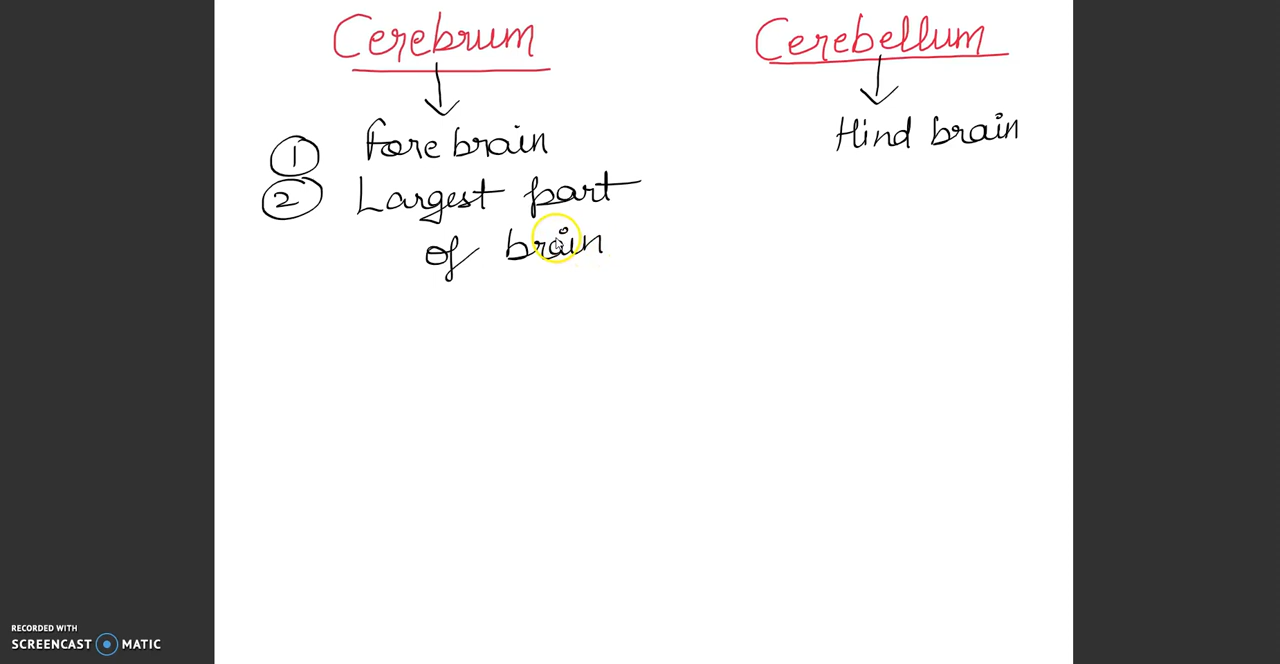 Cerebrum
Cerebellum
1 Fore brain
Hind brain
2 Largest part
of brain
RECORDED WITH
SCREENCAST MATIC